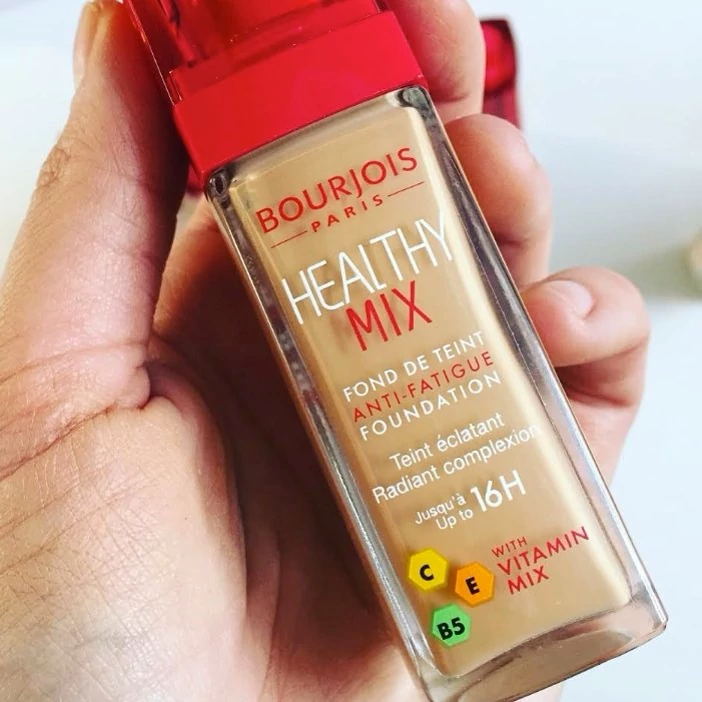 BOURJOIS
PARIS
HEALTHY
MIX
FOND DE TEINT
ANTI-FATIGUE
FOUNDATION
Teint éclatant
Radiant complexion
Jusqu'à
Up to 16H
C
E
B5
WITH
VITAMIN
MIX